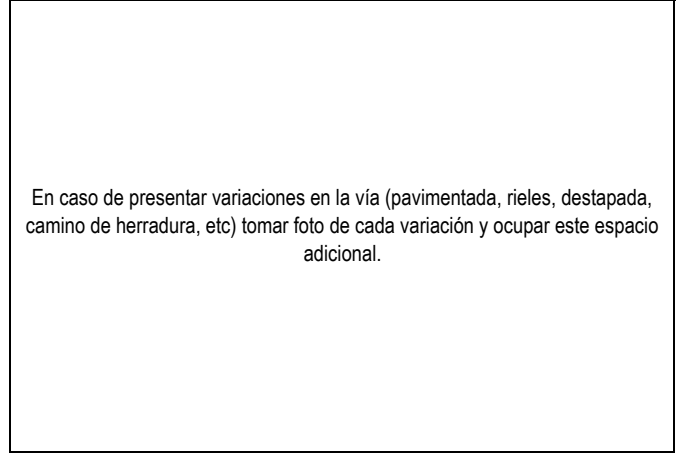 En caso de presentar variaciones en la vía (pavimentada, rieles, destapada,
camino de herradura, etc) tomar foto de cada variación y ocupar este espacio
adicional.